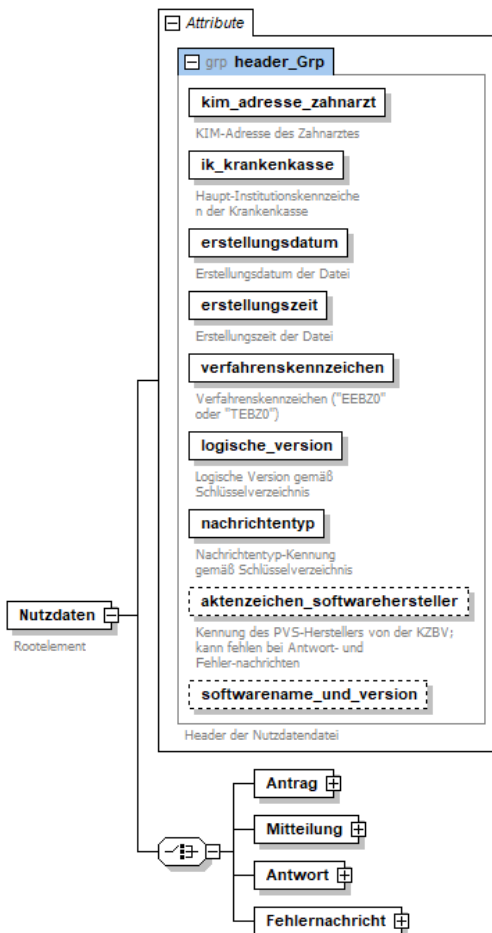 Attribute
grp header_Grp
kim_adresse_zahnarzt
KIM-Adresse des Zahnarztes
ik_krankenkasse
Haupt-Institutionskennzeiche
n der Krankenkasse
erstellungsdatum
Erstellungsdatum der Datei
erstellungszeit
Erstellungszeit der Datei
verfahrenskennzeichen
Verfahrenskennzeichen ("EEBZ0"
oder "TEBZ0")
logische_version
Logische Version gemäß
Schlüsselverzeichnis
nachrichtentyp
Nachrichtentyp-Kennung
gemäß Schlüsselverzeichnis
aktenzeichen_softwarehersteller
Kennung des PVS-Herstellers von der KZBV;
kann fehlen bei Antwort- und
Fehler-nachrichten
softwarename_und_version
Header der Nutzdatendatei
Nutzdaten
Rootelement
Antrag
Mitteilung
Antwort
Fehlernachricht